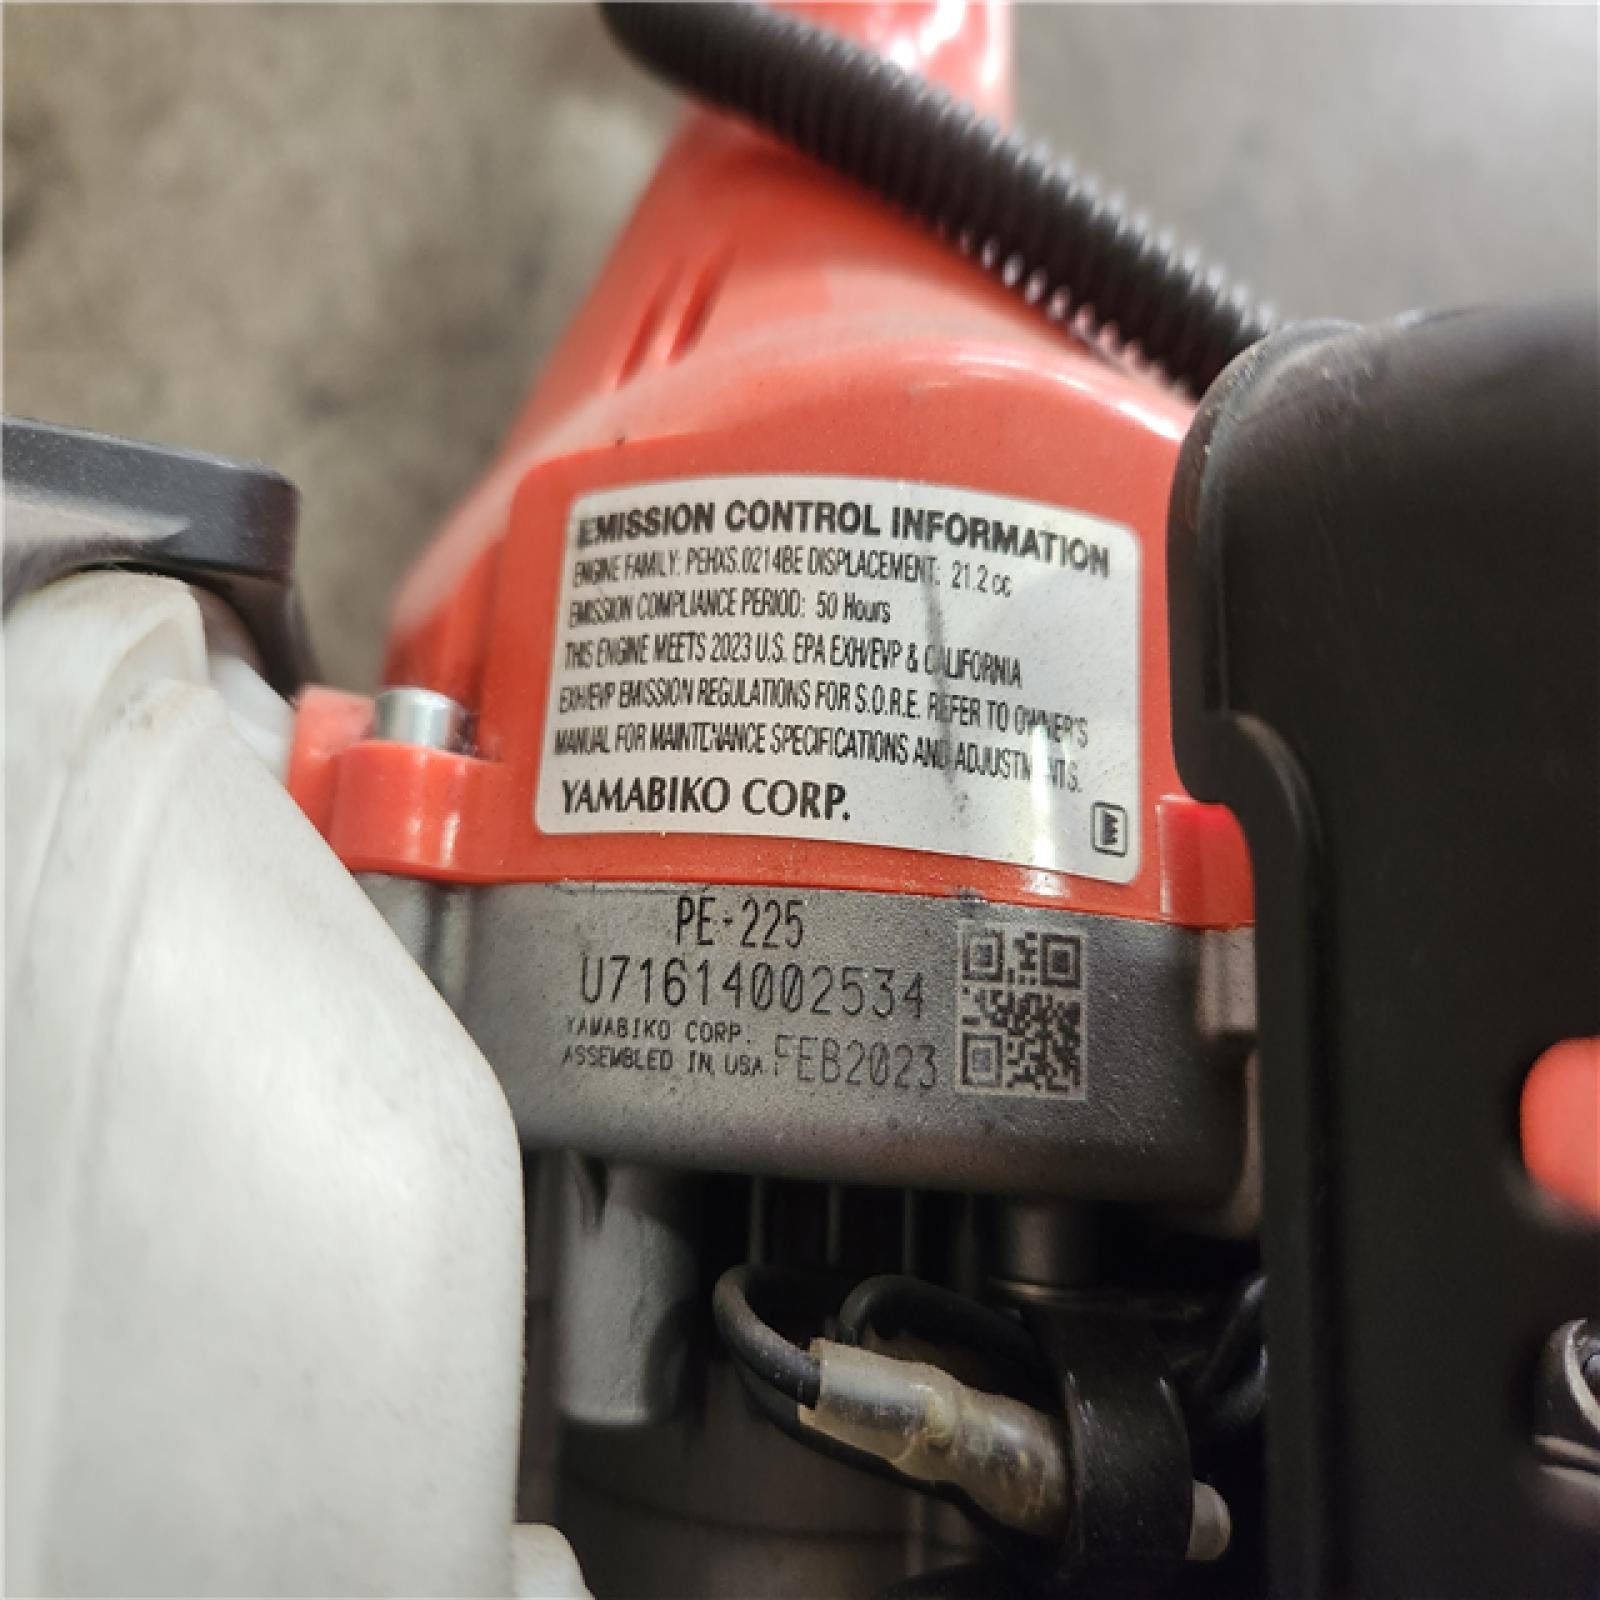 EMISSION CONTROL INFORMATION
ENGINE FAMILY: PEHXS.0214BE DISPLACEMENT: 21.2 cc
EMISSION COMPLIANCE PERIOD: 50 Hours
THIS ENGINE MEETS 2023 U.S. EPA EXH/EVP & CALIFORNIA
EXH/EVP EMISSION REGULATIONS FOR S.O.R.E. REFER TO OWNER'S
MANUAL FOR MAINTENANCE SPECIFICATIONS AND ADJUSTMENTS.
YAMABIKO CORP.
PE-225
U71614002534
YAMABIKO CORP.
ASSEMBLED IN USA FEB2023